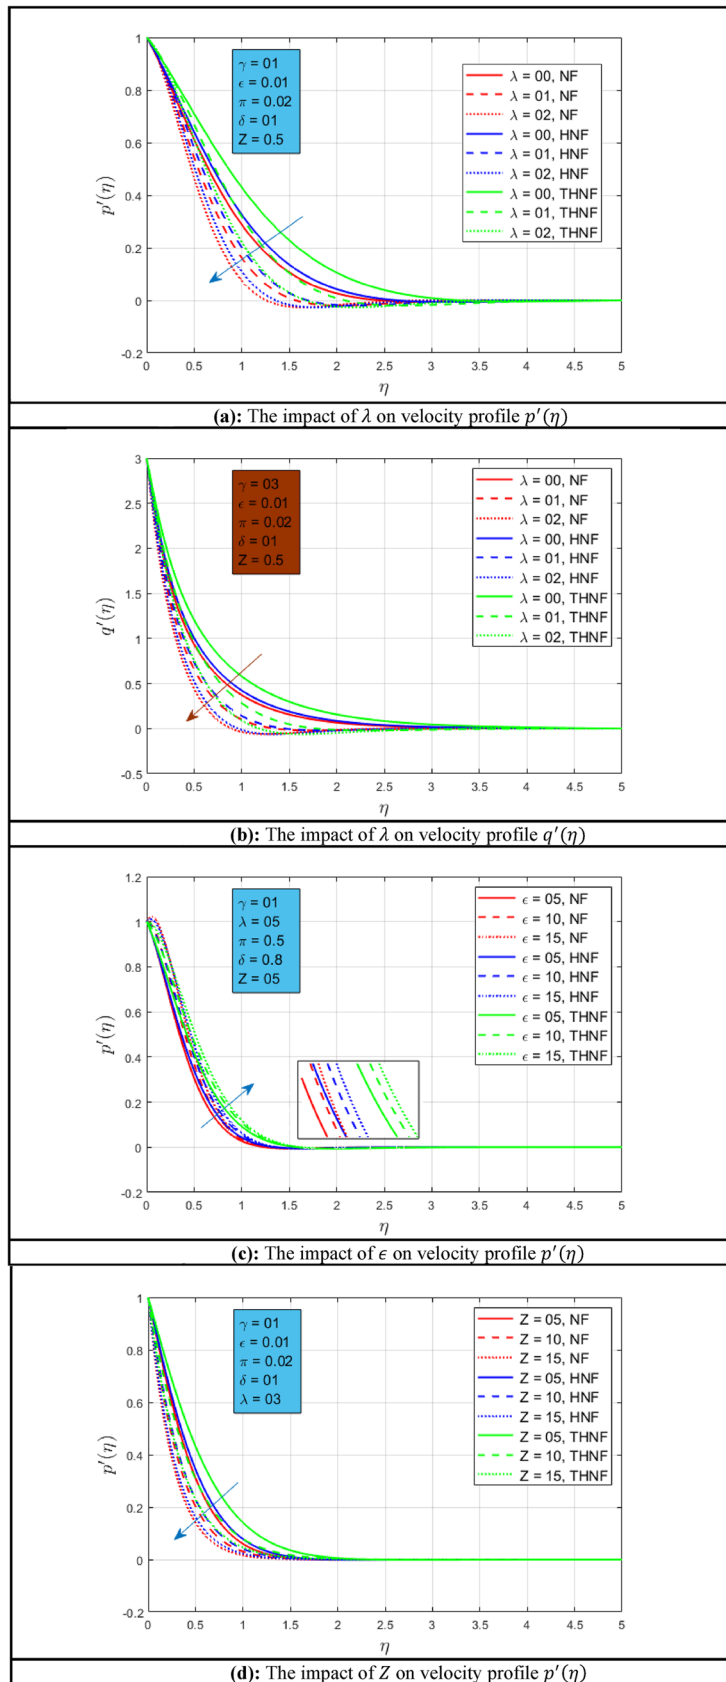 1
0.8
0.6
0.4
0.2
0
-0.2
p′(η)
γ = 01
ϵ = 0.01
π = 0.02
δ = 01
Z = 0.5
λ = 00, NF
λ = 01, NF
λ = 02, NF
λ = 00, HNF
λ = 01, HNF
λ = 02, HNF
λ = 00, THNF
λ = 01, THNF
λ = 02, THNF
0 0.5 1 1.5 2 2.5 3 3.5 4 4.5 5
η
(a): The impact of λ on velocity profile p′(η)
3
2.5
2
1.5
1
0.5
0
-0.5
q′(η)
γ = 03
ϵ = 0.01
π = 0.02
δ = 01
Z = 0.5
λ = 00, NF
λ = 01, NF
λ = 02, NF
λ = 00, HNF
λ = 01, HNF
λ = 02, HNF
λ = 00, THNF
λ = 01, THNF
λ = 02, THNF
0 0.5 1 1.5 2 2.5 3 3.5 4 4.5 5
η
(b): The impact of λ on velocity profile q′(η)
1.2
1
0.8
0.6
0.4
0.2
0
-0.2
p′(η)
γ = 01
λ = 05
π = 0.5
δ = 0.8
Z = 05
ϵ = 05, NF
ϵ = 10, NF
ϵ = 15, NF
ϵ = 05, HNF
ϵ = 10, HNF
ϵ = 15, HNF
ϵ = 05, THNF
ϵ = 10, THNF
ϵ = 15, THNF
0 0.5 1 1.5 2 2.5 3 3.5 4 4.5 5
η
(c): The impact of ϵ on velocity profile p′(η)
1
0.8
0.6
0.4
0.2
0
-0.2
p′(η)
γ = 01
ϵ = 0.01
π = 0.02
δ = 01
λ = 03
Z = 05, NF
Z = 10, NF
Z = 15, NF
Z = 05, HNF
Z = 10, HNF
Z = 15, HNF
Z = 05, THNF
Z = 10, THNF
Z = 15, THNF
0 0.5 1 1.5 2 2.5 3 3.5 4 4.5 5
η
(d): The impact of Z on velocity profile p′(η)